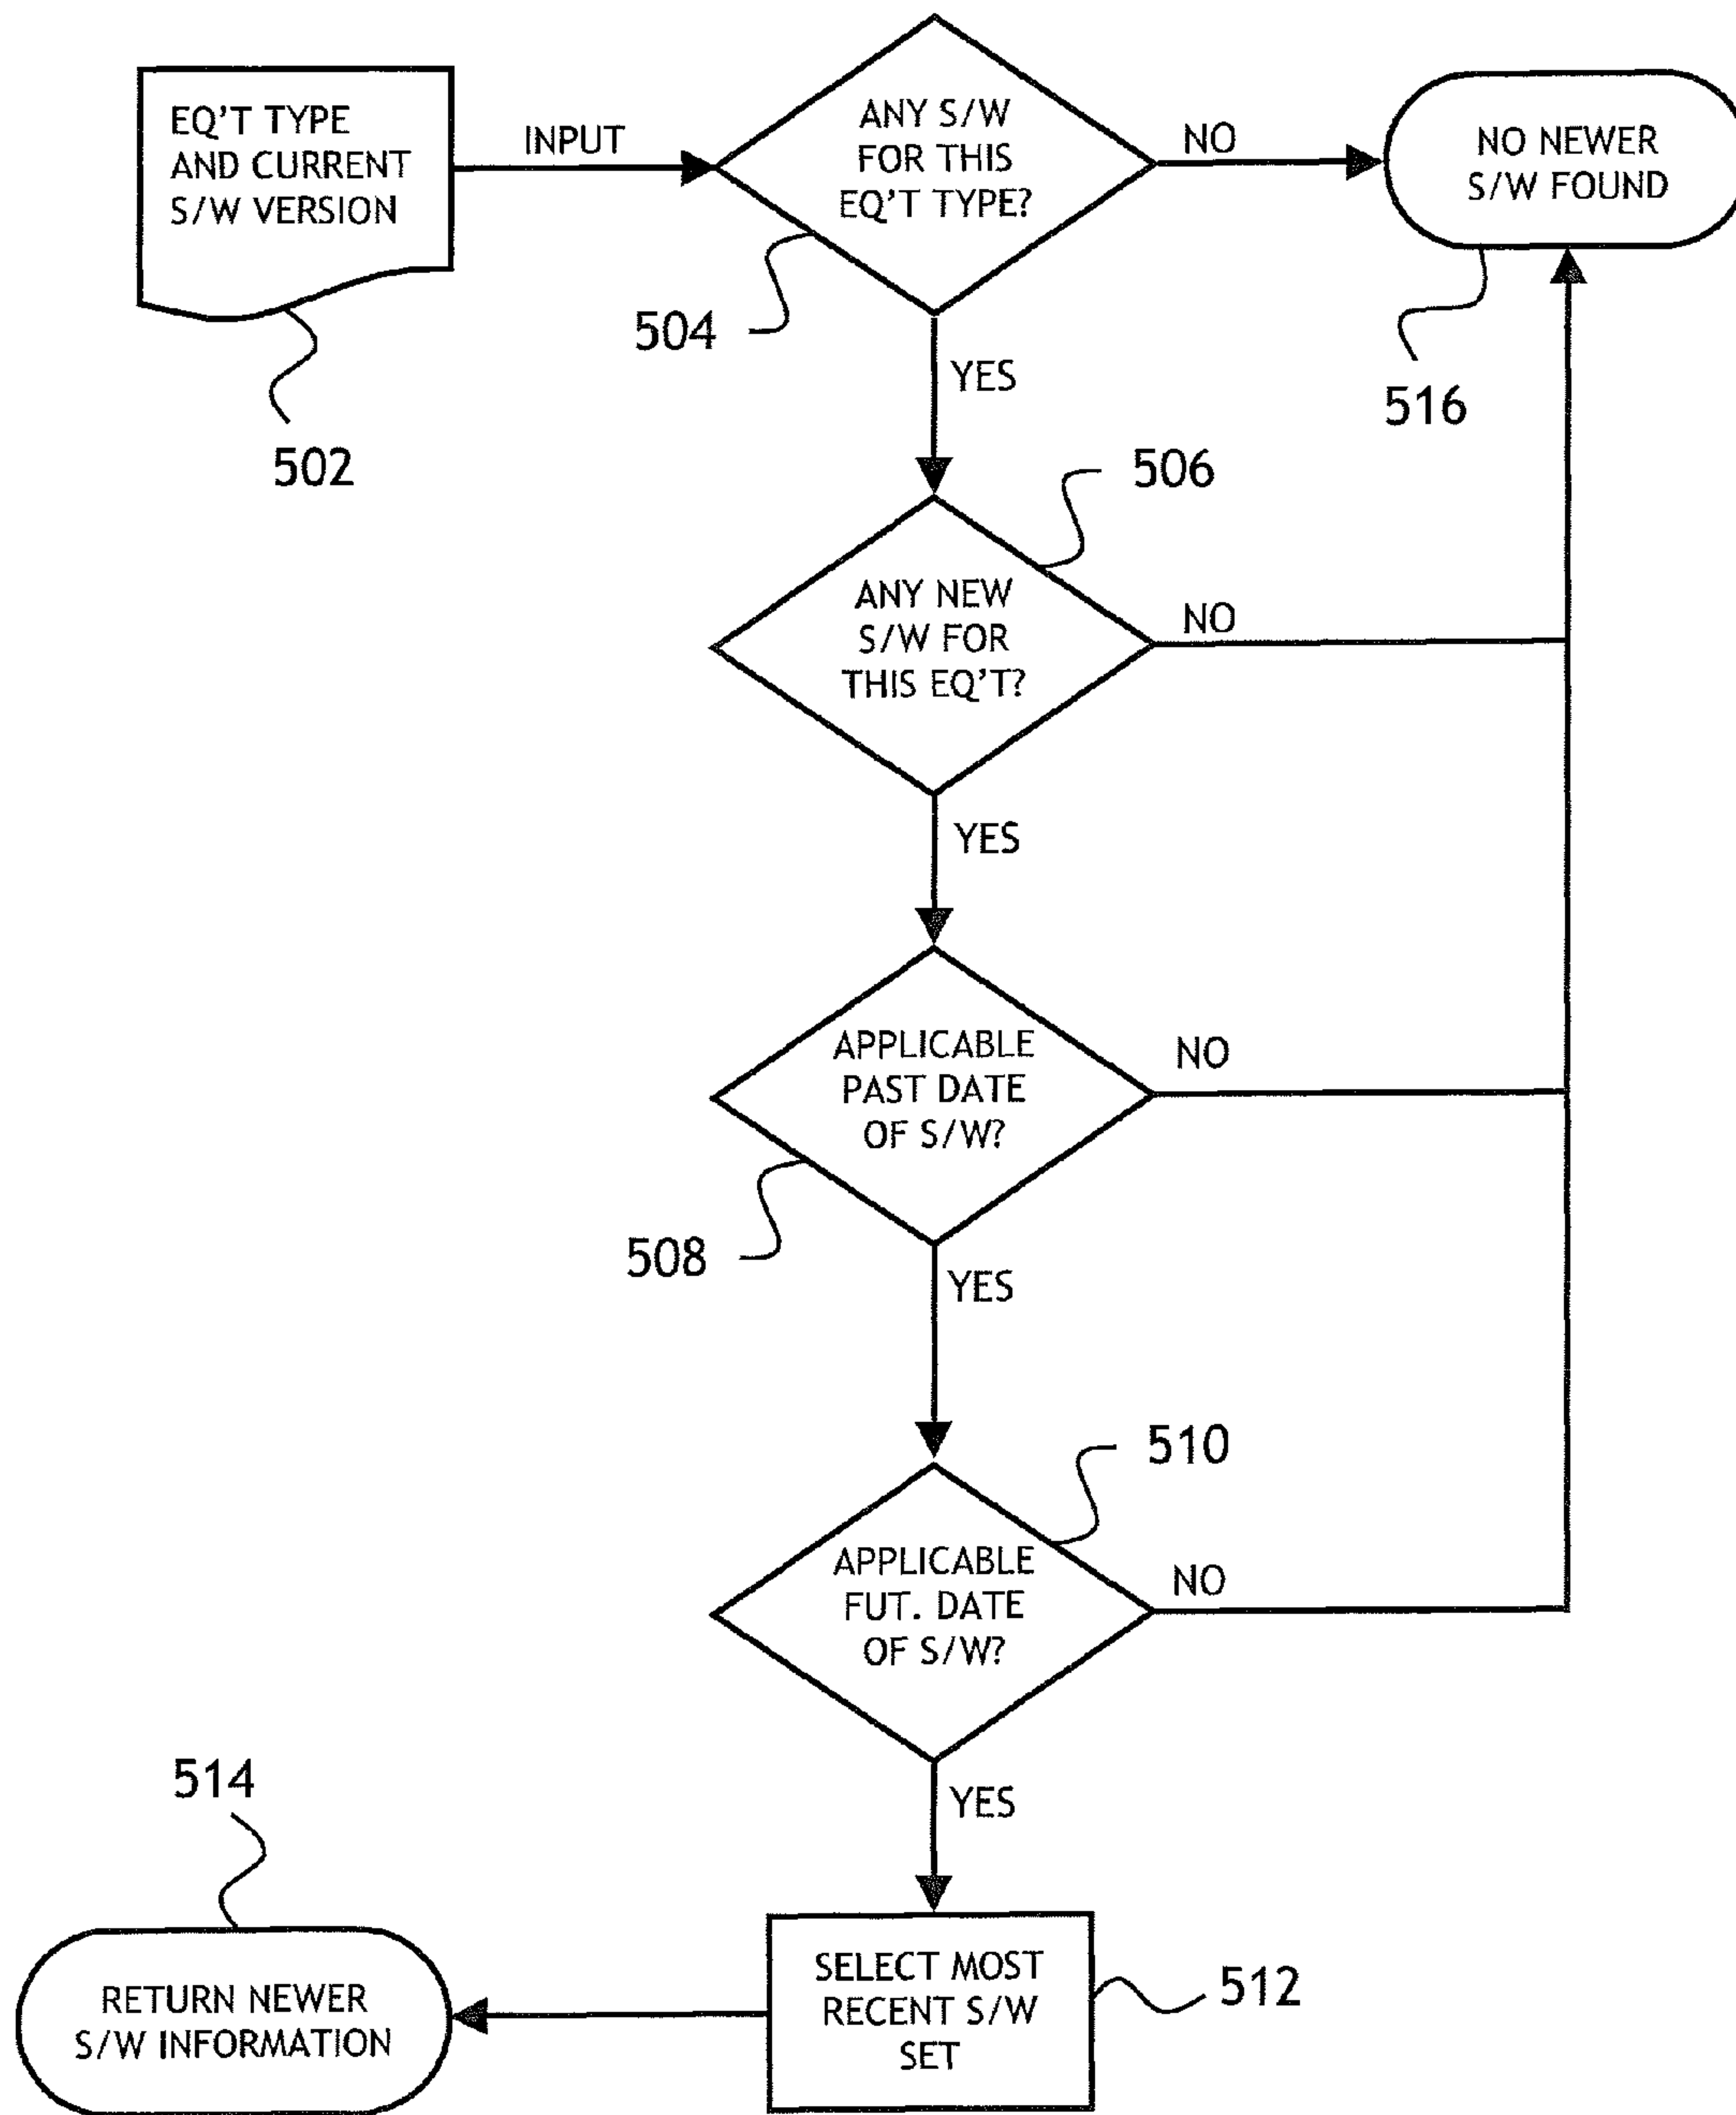 EQ'T TYPE
AND CURRENT
S/W VERSION
502
INPUT
ANY S/W
FOR THIS
EQ'T TYPE?
504
NO
NO NEWER
S/W FOUND
516
YES
ANY NEW
S/W FOR
THIS EQ'T?
506
NO
YES
APPLICABLE
PAST DATE
OF S/W?
508
NO
YES
APPLICABLE
FUT. DATE
OF S/W?
510
NO
YES
SELECT MOST
RECENT S/W
SET
512
RETURN NEWER
S/W INFORMATION
514